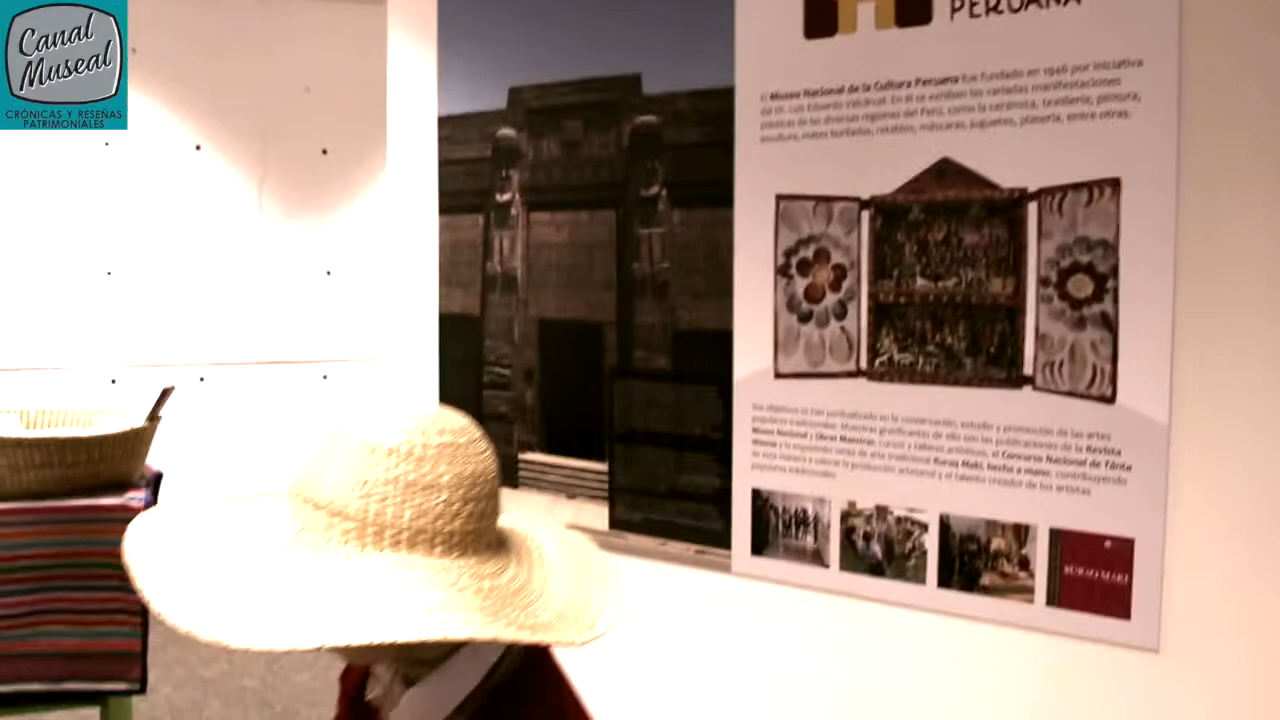 Canal
Museal
CRÓNICAS Y RESEÑAS
PATRIMONIALES
PERUANA
El Museo Nacional de la Cultura Peruana fue fundado en 1946 por iniciativa
del Dr. Luis Eduardo Valcárcel. En él se exhiben las variadas manifestaciones
plásticas de las diversas regiones del Perú, como la cerámica, textilería, pintura,
escultura, mates burilados, retablos, máscaras, juguetes, platería, entre otras.
Sus objetivos se han puntualizado en la conservación, estudio y promoción de las artes
populares tradicionales. Muestras gratificantes de ello son las publicaciones de la Revista
Museo Nacional y Obras Maestras, cursos y talleres artísticos, el Concurso Nacional de
y la exposición venta de arte tradicional Ruraq Maki, hecho a mano, contribuyendo
de esta manera a valorar la producción artesanal y el talento creador de los artistas
populares tradicionales.
RURAQ MAKI